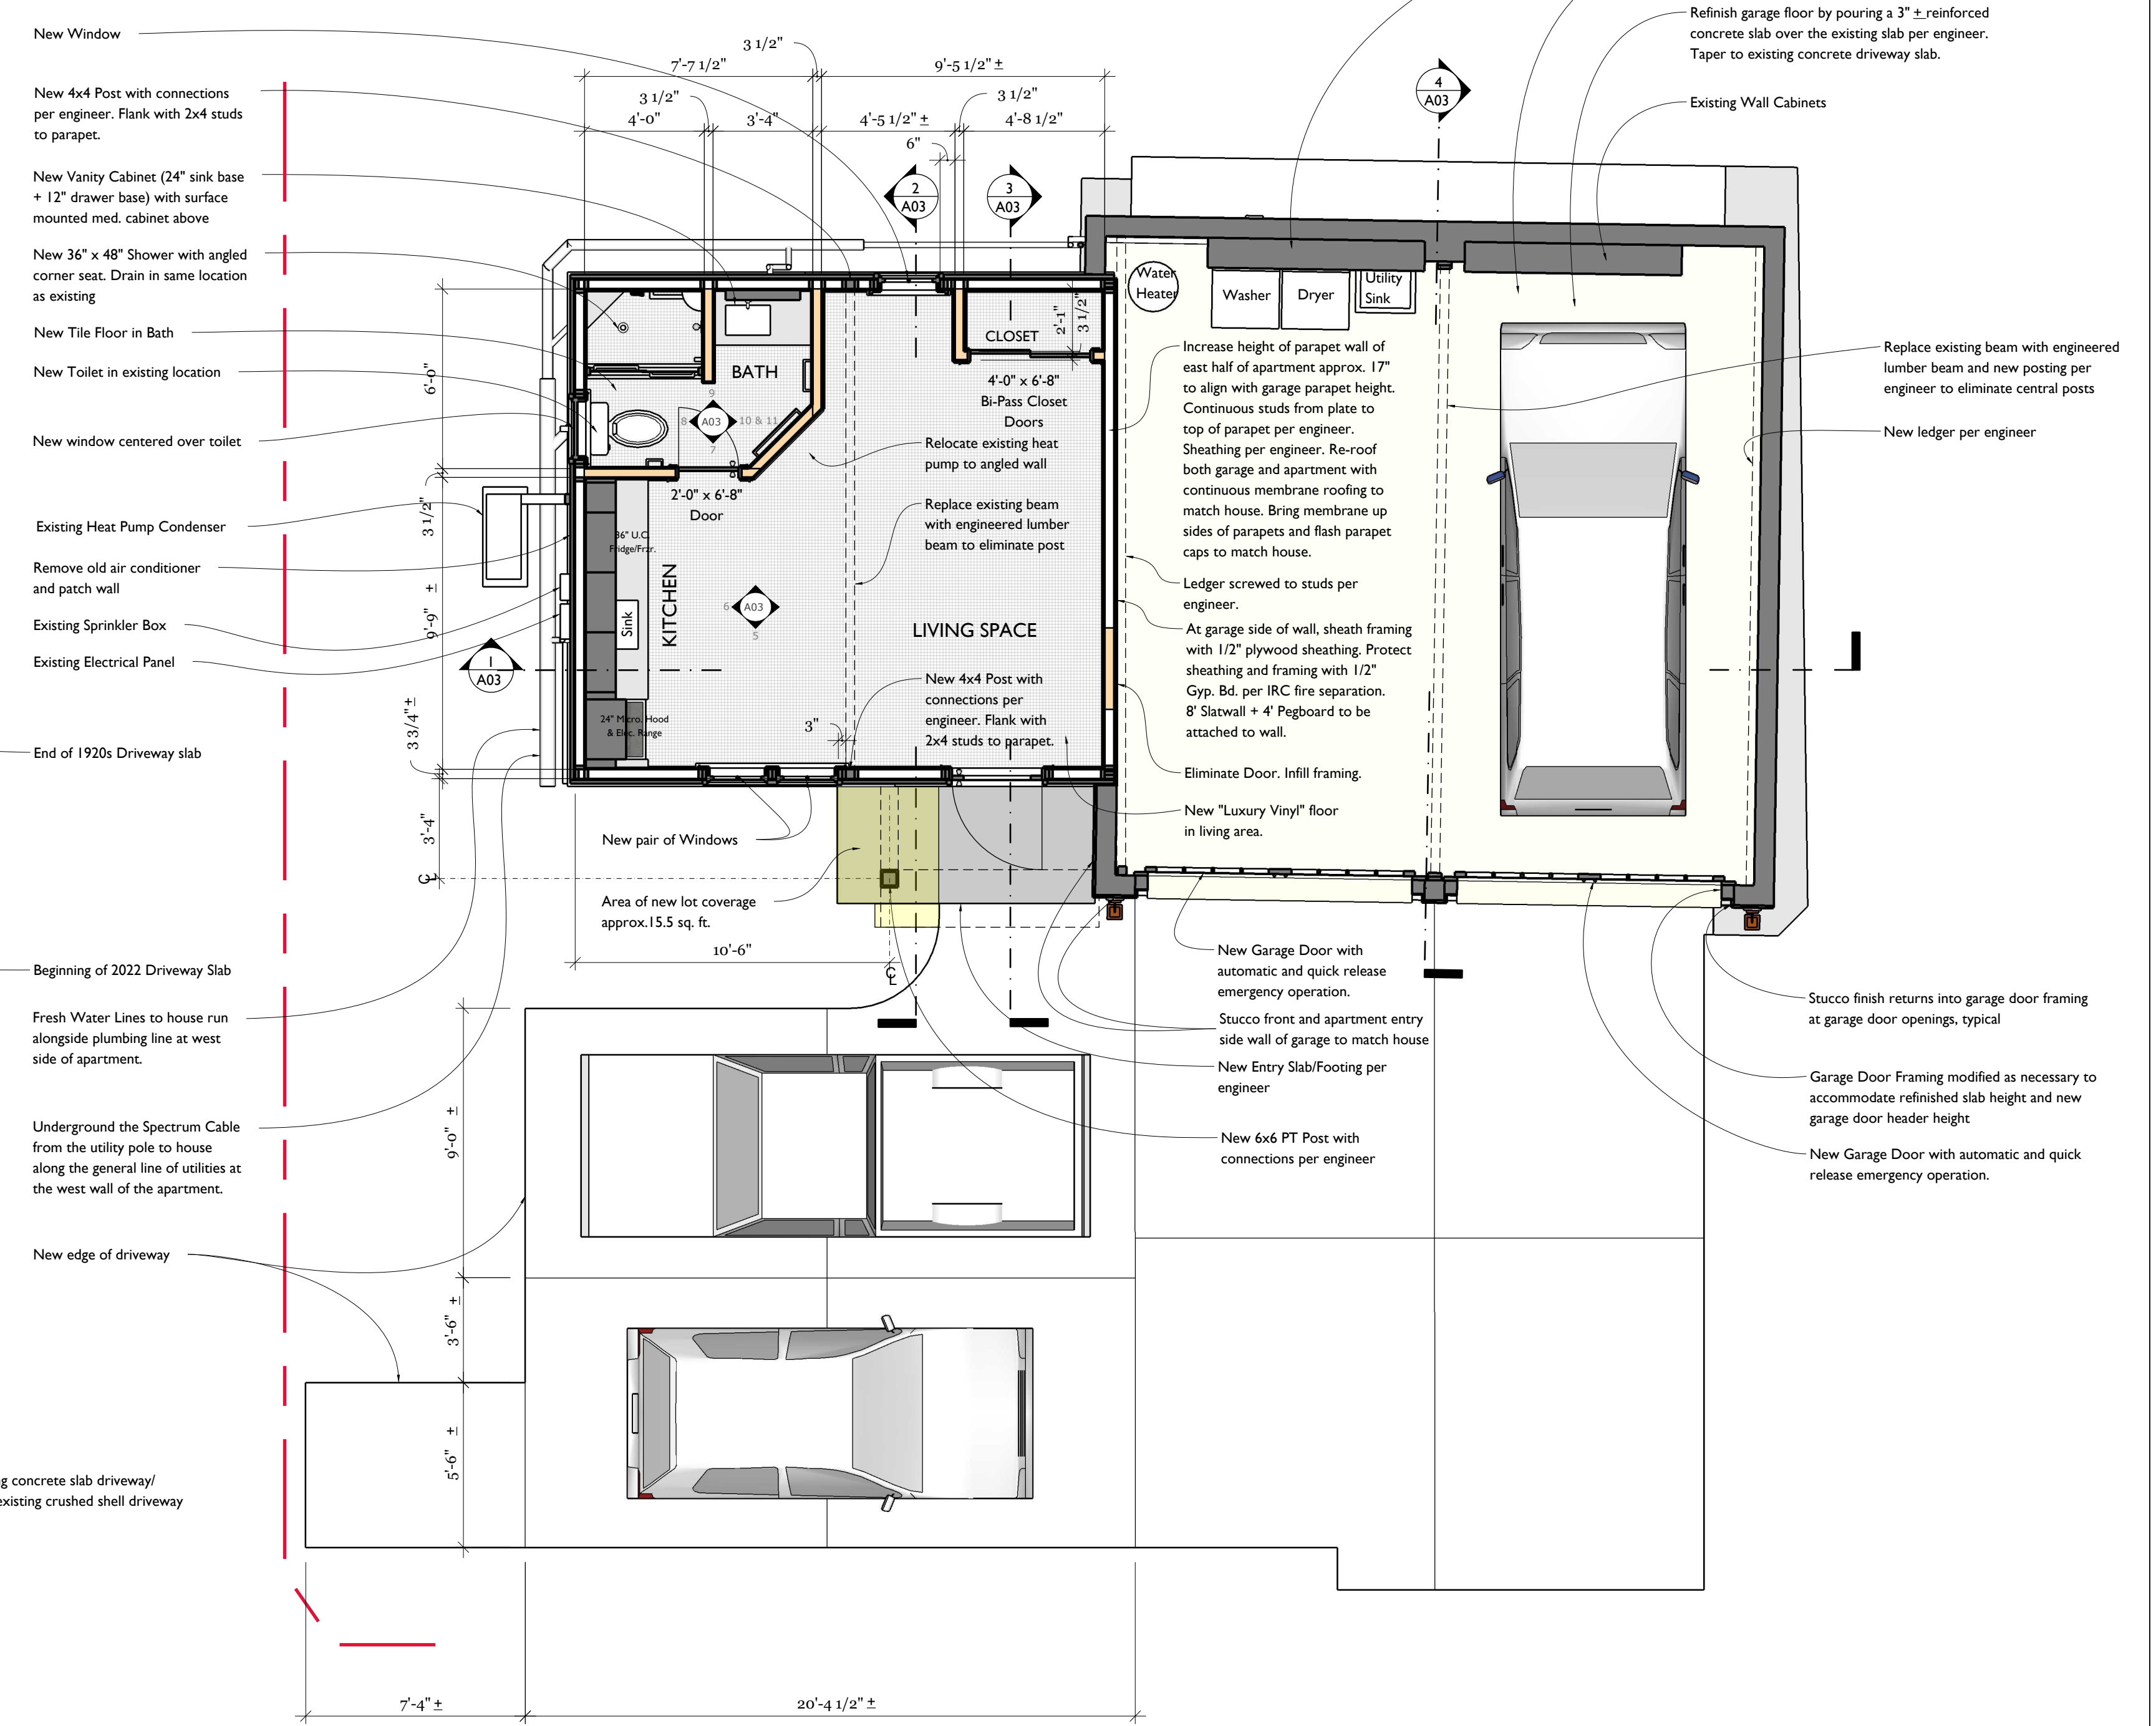 New Window
New 4x4 Post with connections
per engineer. Flank with 2x4 studs
to parapet.
New Vanity Cabinet (24" sink base
+ 12" drawer base) with surface
mounted med. cabinet above
New 36" x 48" Shower with angled
corner seat. Drain in same location
as existing
New Tile Floor in Bath
New Toilet in existing location
New window centered over toilet
Existing Heat Pump Condenser
Remove old air conditioner
and patch wall
Existing Sprinkler Box
Existing Electrical Panel
End of 1920s Driveway slab
Beginning of 2022 Driveway Slab
Fresh Water Lines to house run
alongside plumbing line at west
side of apartment.
Underground the Spectrum Cable
from the utility pole to house
along the general line of utilities at
the west wall of the apartment.
New edge of driveway
concrete slab driveway/
existing crushed shell driveway
3 1/2"
7'-7 1/2"
9'-5 1/2" ±
3 1/2"
3 1/2"
4'-0"
3'-4"
4'-5 1/2" ±
4'-8 1/2"
6"
2
A03
3
A03
4
A03
1
A03
6'-0"
3 1/2"
9'-9" ±
3 3/4" ±
3'-4"
CL
BATH
9
8
A03
10 & 11
7
2'-0" x 6'-8"
Door
36" U.C.
Fridge/Frzr.
KITCHEN
Sink
24" Micro. Hood
& Elec. Range
6
A03
5
3"
CLOSET
2'-1"
3 1/2"
4'-0" x 6'-8"
Bi-Pass Closet
Doors
Relocate existing heat
pump to angled wall
Replace existing beam
with engineered lumber
beam to eliminate post
LIVING SPACE
New 4x4 Post with
connections per
engineer. Flank with
2x4 studs to parapet.
New pair of Windows
Area of new lot coverage
approx.15.5 sq. ft.
10'-6"
CL
Water
Heater
Washer
Dryer
Utility
Sink
Increase height of parapet wall of
east half of apartment approx. 17"
to align with garage parapet height.
Continuous studs from plate to
top of parapet per engineer.
Sheathing per engineer. Re-roof
both garage and apartment with
continuous membrane roofing to
match house. Bring membrane up
sides of parapets and flash parapet
caps to match house.
Ledger screwed to studs per
engineer.
At garage side of wall, sheath framing
with 1/2" plywood sheathing. Protect
sheathing and framing with 1/2"
Gyp. Bd. per IRC fire separation.
8' Slatwall + 4' Pegboard to be
attached to wall.
Eliminate Door. Infill framing.
New "Luxury Vinyl" floor
in living area.
New Garage Door with
automatic and quick release
emergency operation.
Stucco front and apartment entry
side wall of garage to match house
New Entry Slab/Footing per
engineer
New 6x6 PT Post with
connections per engineer
Refinish garage floor by pouring a 3" ± reinforced
concrete slab over the existing slab per engineer.
Taper to existing concrete driveway slab.
Existing Wall Cabinets
Replace existing beam with engineered
lumber beam and new posting per
engineer to eliminate central posts
New ledger per engineer
Stucco finish returns into garage door framing
at garage door openings, typical
Garage Door Framing modified as necessary to
accommodate refinished slab height and new
garage door header height
New Garage Door with automatic and quick
release emergency operation.
9'-0" ±
3'-6" ±
5'-6" ±
7'-4" ±
20'-4 1/2" ±